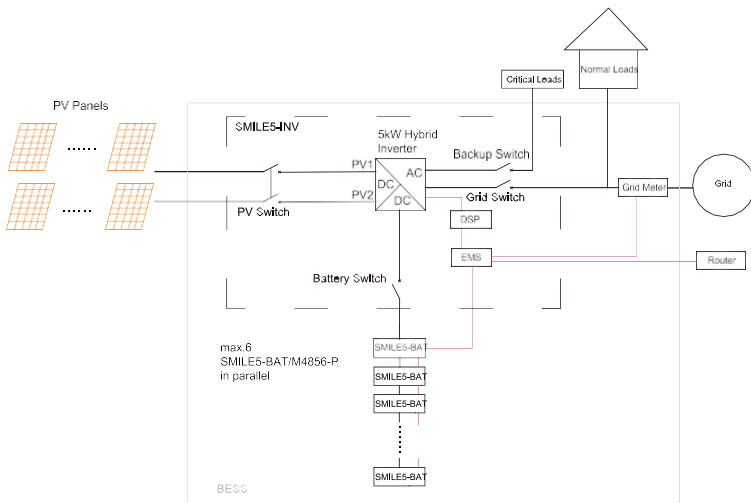 Critical Loads
Normal Loads
PV Panels
SMILE5-INV
5kW Hybrid
Inverter
Backup Switch
PV1
AC
DC
PV2
DC
Grid Switch
Grid Meter
Grid
PV Switch
DSP
EMS
Router
Battery Switch
max.6
SMILE5-BAT/M4856-P
in parallel
SMILE5-BAT
SMILE5-BAT
SMILE5-BAT
SMILE5-BAT
BESS